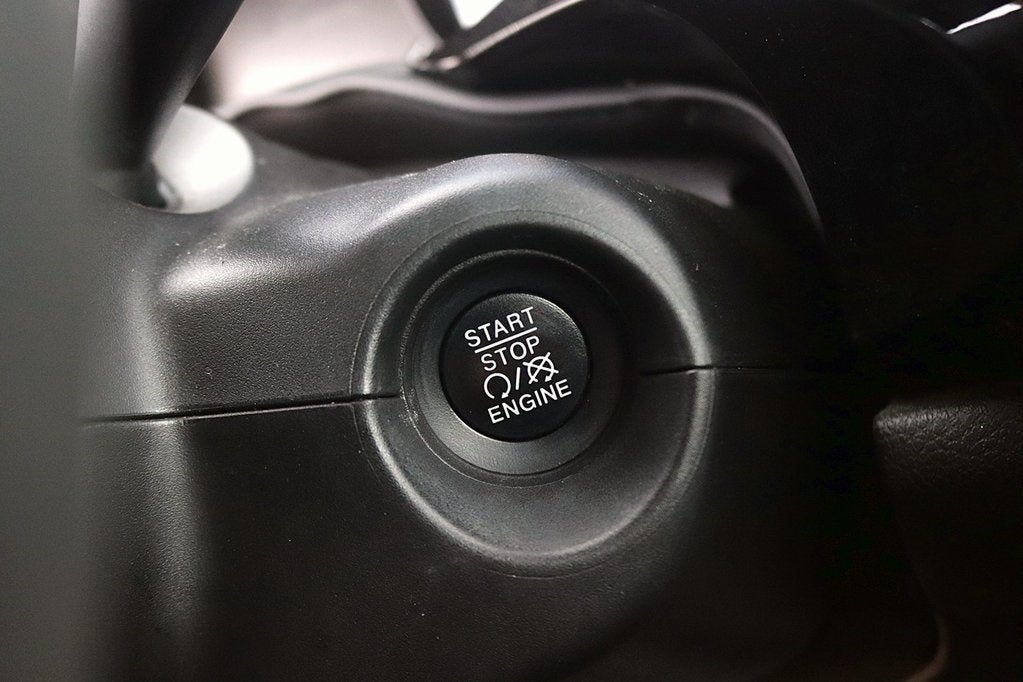 START
STOP
/
ENGINE